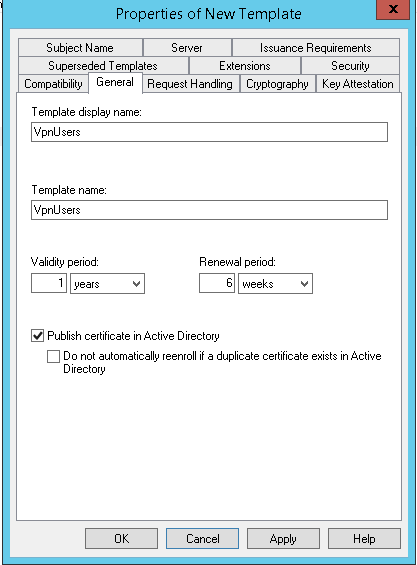 Properties of New Template
x
Subject Name Server Issuance Requirements
Superseded Templates Extensions Security
Compatibility General Request Handling Cryptography Key Attestation
Template display name:
VpnUsers
Template name:
VpnUsers
Validity period: Renewal period:
1 years 6 weeks
Publish certificate in Active Directory
Do not automatically reenroll if a duplicate certificate exists in Active
Directory
OK Cancel Apply Help